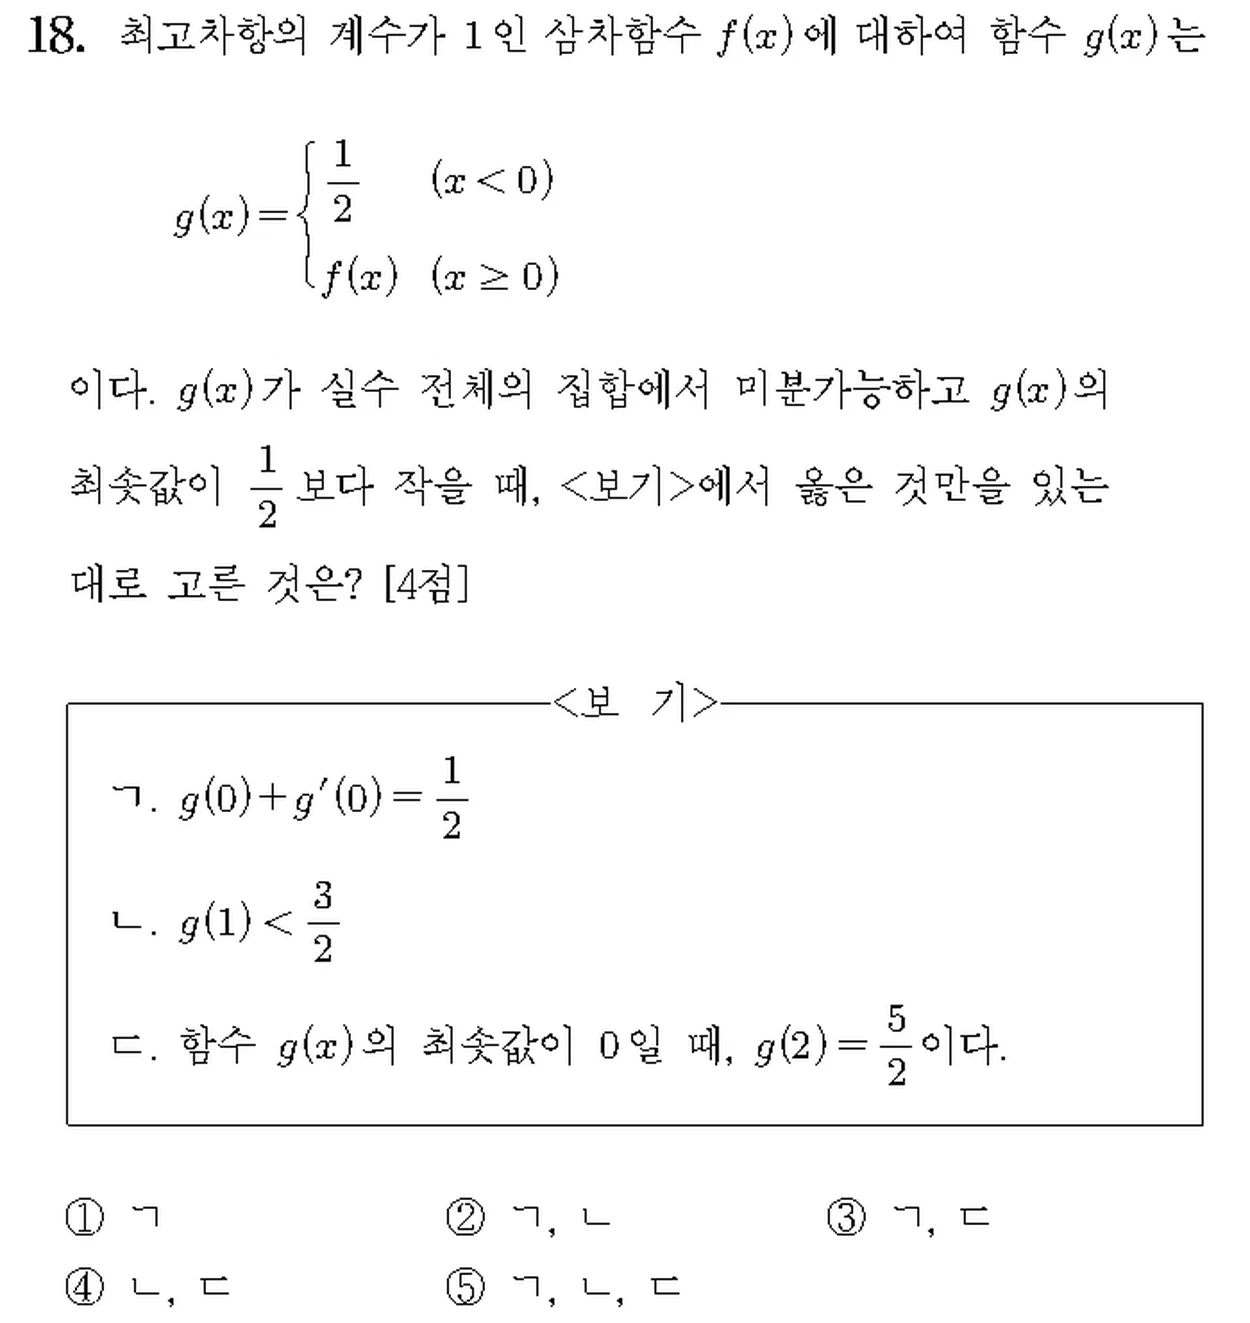 18. 최고차항의 계수가 1인 삼차함수 f(x)에 대하여 함수 g(x)는
g(x)={ 1/2 (x<0)
f(x) (x≥0)
이다. g(x)가 실수 전체의 집합에서 미분가능하고 g(x)의
최솟값이 1/2보다 작을 때, <보기>에서 옳은 것만을 있는
대로 고른 것은? [4점]
<보 기>
ㄱ. g(0)+g′(0)=1/2
ㄴ. g(1)<3/2
ㄷ. 함수 g(x)의 최솟값이 0일 때, g(2)=5/2이다.
① ㄱ ② ㄱ, ㄴ ③ ㄱ, ㄷ
④ ㄴ, ㄷ ⑤ ㄱ, ㄴ, ㄷ